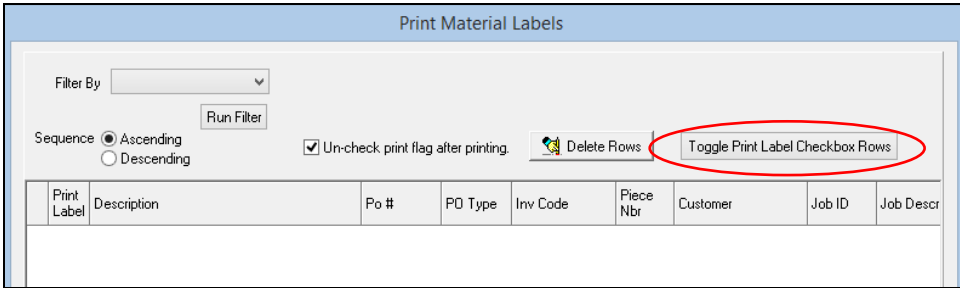 Print Material Labels
Filter By
Run Filter
Sequence Ascending
Descending
Un-check print flag after printing.
Delete Rows
Toggle Print Label Checkbox Rows
Print
Label
Description
Po #
PO Type
Inv Code
Piece
Nbr
Customer
Job ID
Job Descr